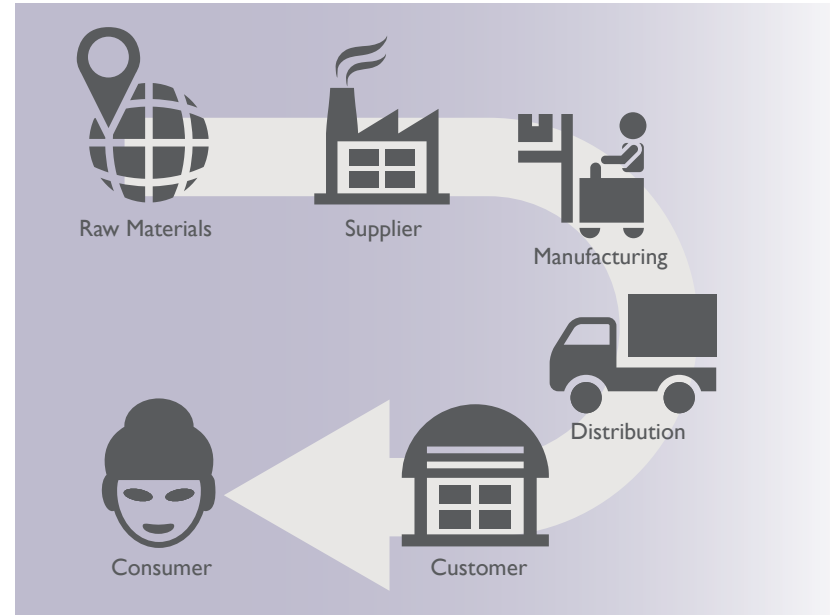 Raw Materials
Supplier
Manufacturing
Distribution
Customer
Consumer